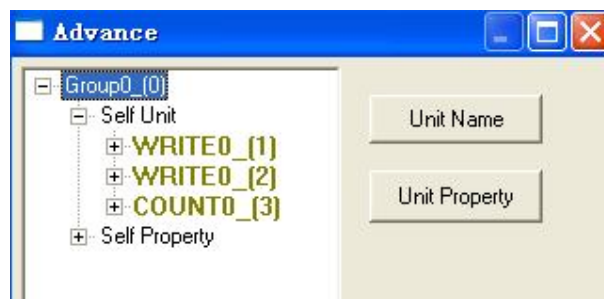 Advance
Group0_(0)
Self Unit
WRITE0_(1)
WRITE0_(2)
COUNT0_(3)
Self Property
Unit Name
Unit Property